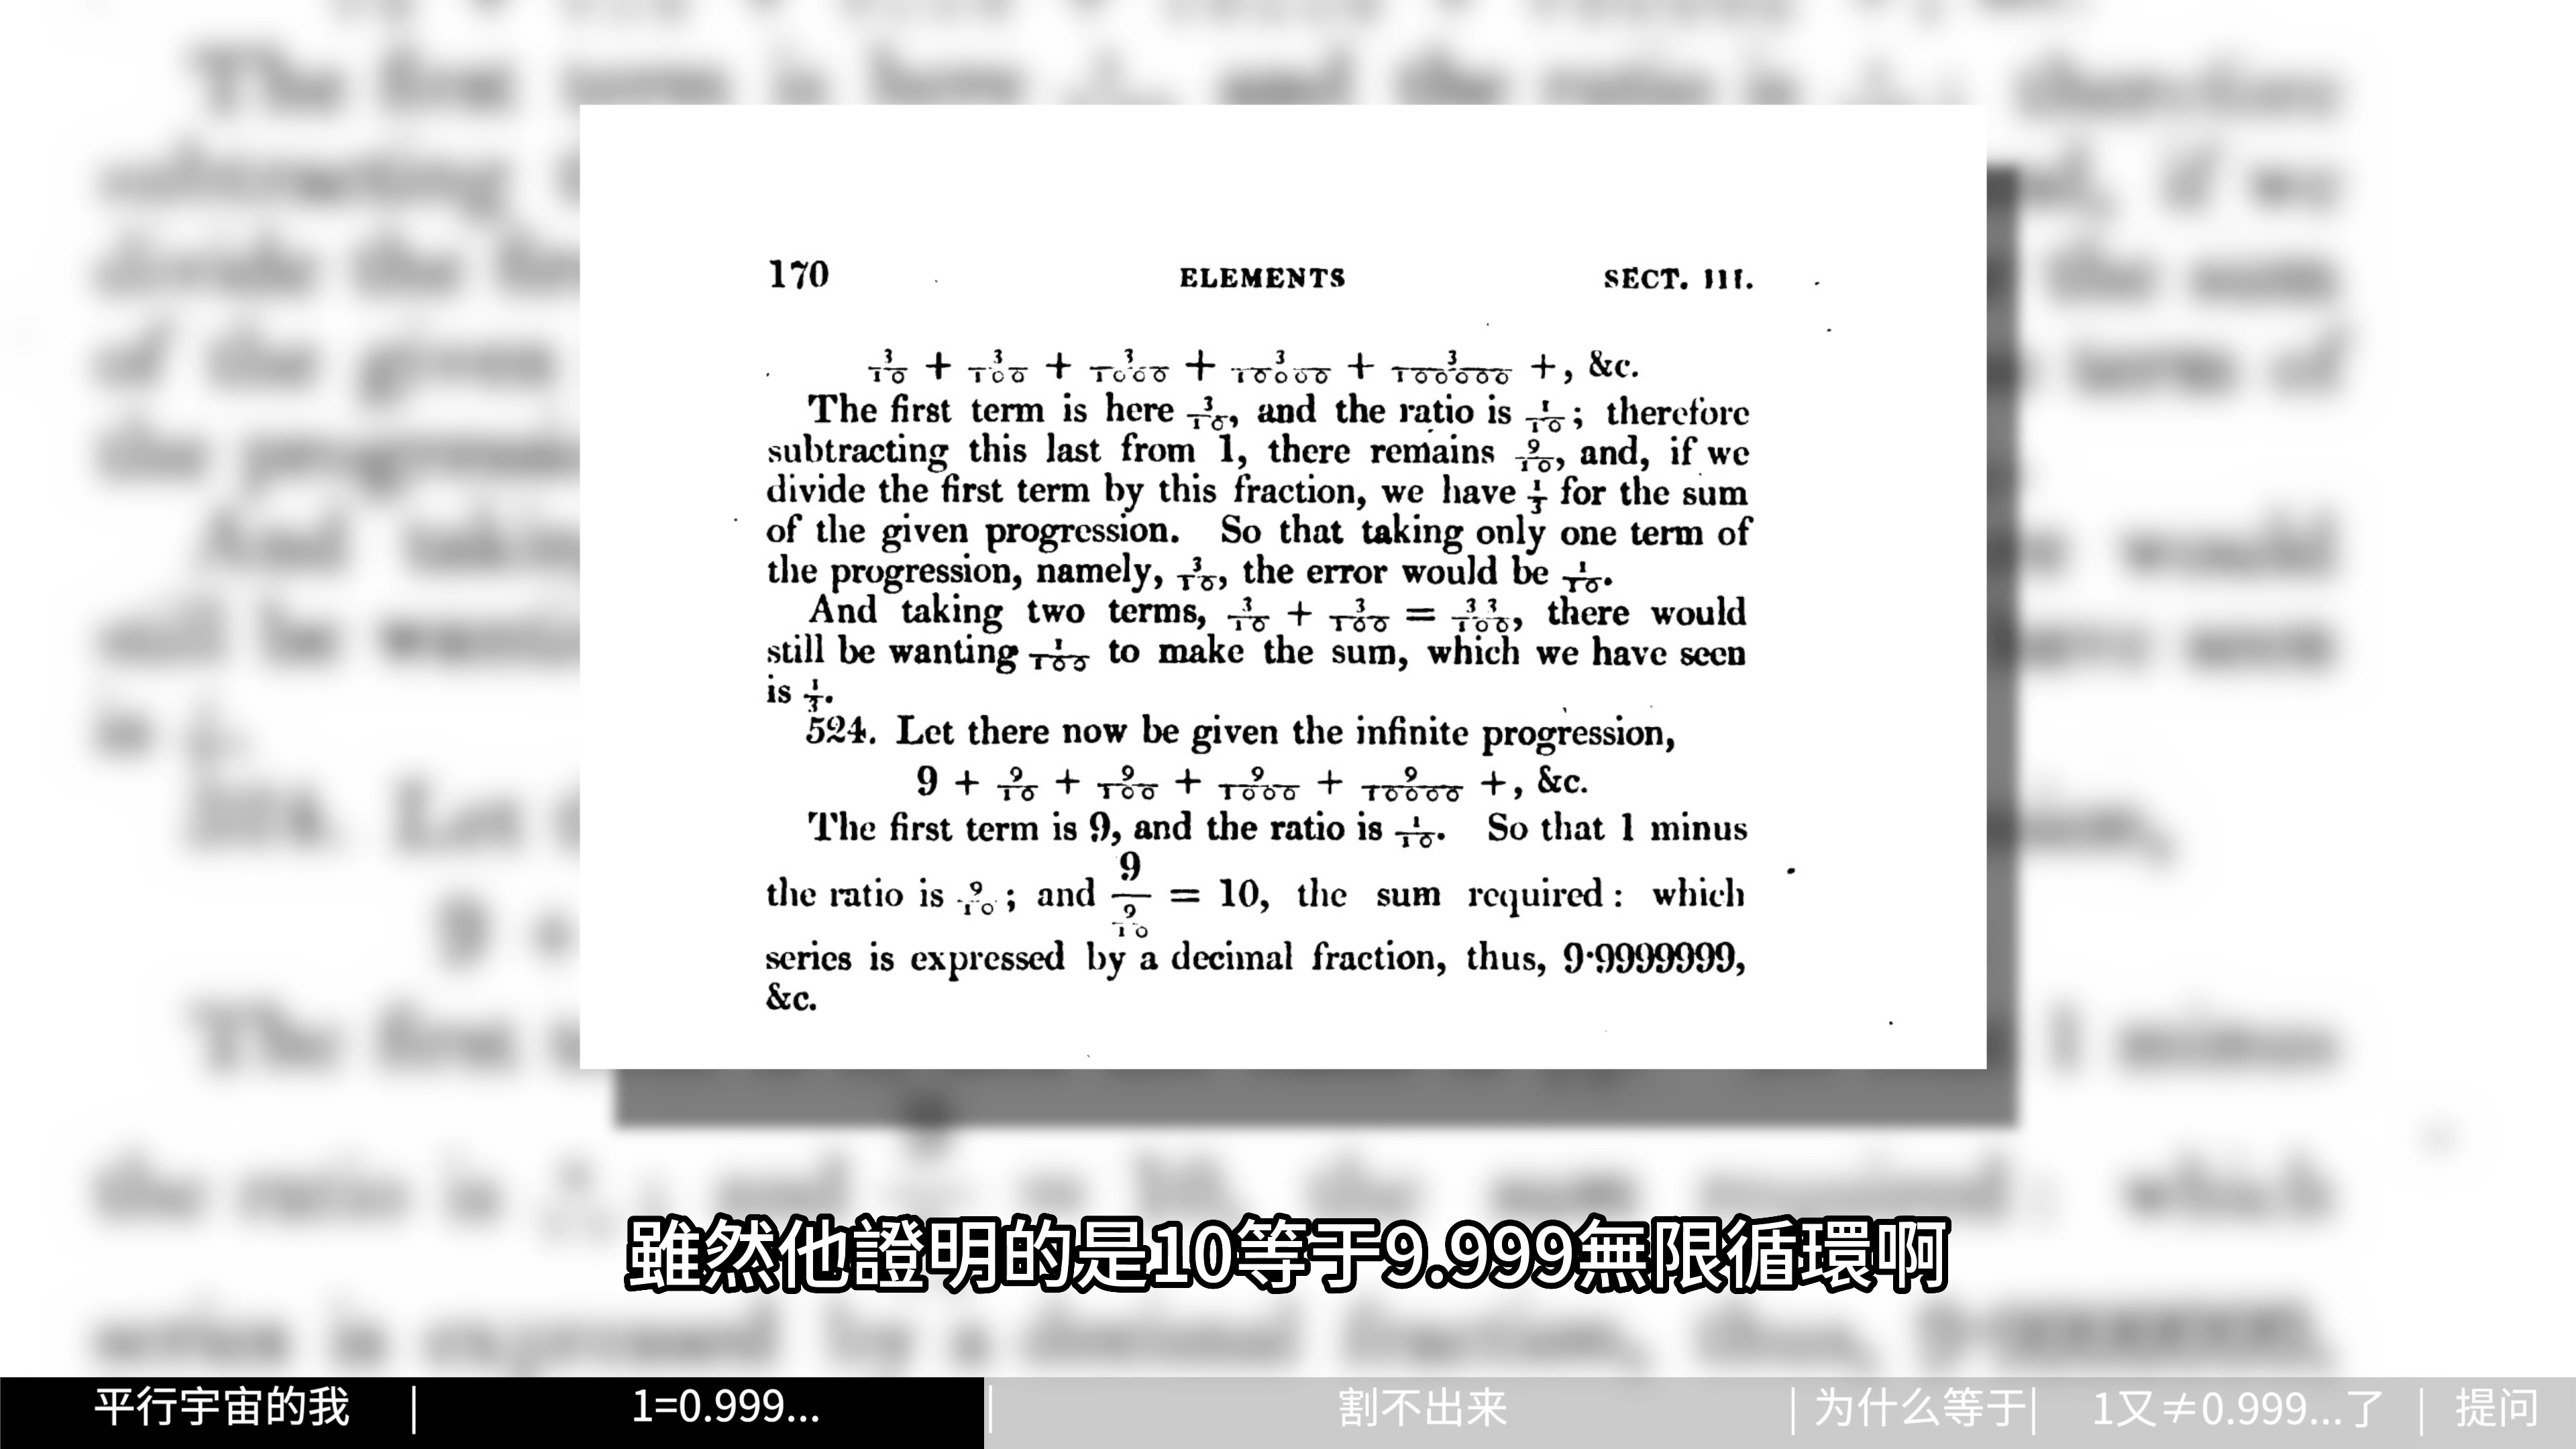 170 ELEMENTS SECT. III.
3/10 + 3/100 + 3/1000 + 3/10000 + 3/100000 +, &c.
The first term is here 3/10, and the ratio is 1/10; therefore
subtracting this last from 1, there remains 9/10, and, if we
divide the first term by this fraction, we have 1/3 for the sum
of the given progression. So that taking only one term of
the progression, namely, 3/10, the error would be 1/10.
And taking two terms, 3/10 + 3/100 = 33/100, there would
still be wanting 1/100 to make the sum, which we have seen
is 1/3.
524. Let there now be given the infinite progression,
9 + 9/10 + 9/100 + 9/1000 + 9/10000 +, &c.
The first term is 9, and the ratio is 1/10. So that 1 minus
the ratio is 9/10; and 9/(9/10) = 10, the sum required: which
series is expressed by a decimal fraction, thus, 9·9999999,
&c.
雖然他證明的是10等于9.999無限循環啊
平行宇宙的我 | 1=0.999... | 割不出来 | 为什么等于 | 1又≠0.999...了 | 提问